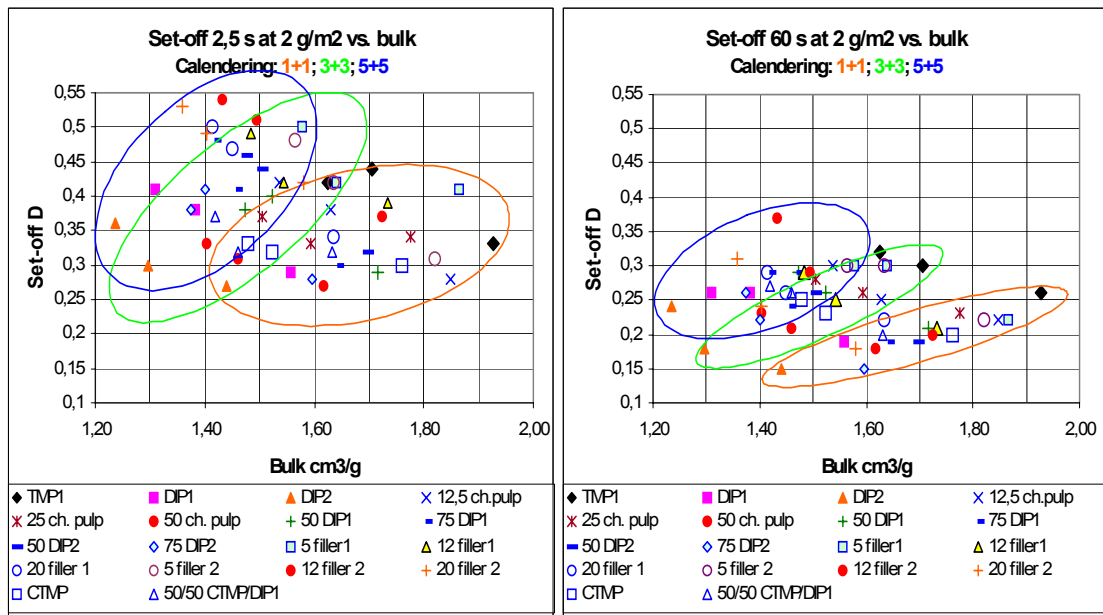 Set-off 2,5 s at 2 g/m2 vs. bulk
Calendering: 1+1; 3+3; 5+5
0,55
0,5
0,45
0,4
0,35
0,3
0,25
0,2
0,15
0,1
Set-off D
1,20 1,40 1,60 1,80 2,00
Bulk cm3/g
TMP1 DIP1 DIP2 12,5 ch.pulp
25 ch. pulp 50 ch. pulp 50 DIP1 75 DIP1
50 DIP2 75 DIP2 5 filler1 12 filler1
20 filler 1 5 filler 2 12 filler 2 20 filler 2
CTMP 50/50 CTMP/DIP1
Set-off 60 s at 2 g/m2 vs. bulk
Calendering: 1+1; 3+3; 5+5
0,55
0,5
0,45
0,4
0,35
0,3
0,25
0,2
0,15
0,1
Set-off D
1,20 1,40 1,60 1,80 2,00
Bulk cm3/g
TMP1 DIP1 DIP2 12,5 ch.pulp
25 ch. pulp 50 ch. pulp 50 DIP1 75 DIP1
50 DIP2 75 DIP2 5 filler1 12 filler1
20 filler 1 5 filler 2 12 filler 2 20 filler 2
CTMP 50/50 CTMP/DIP1